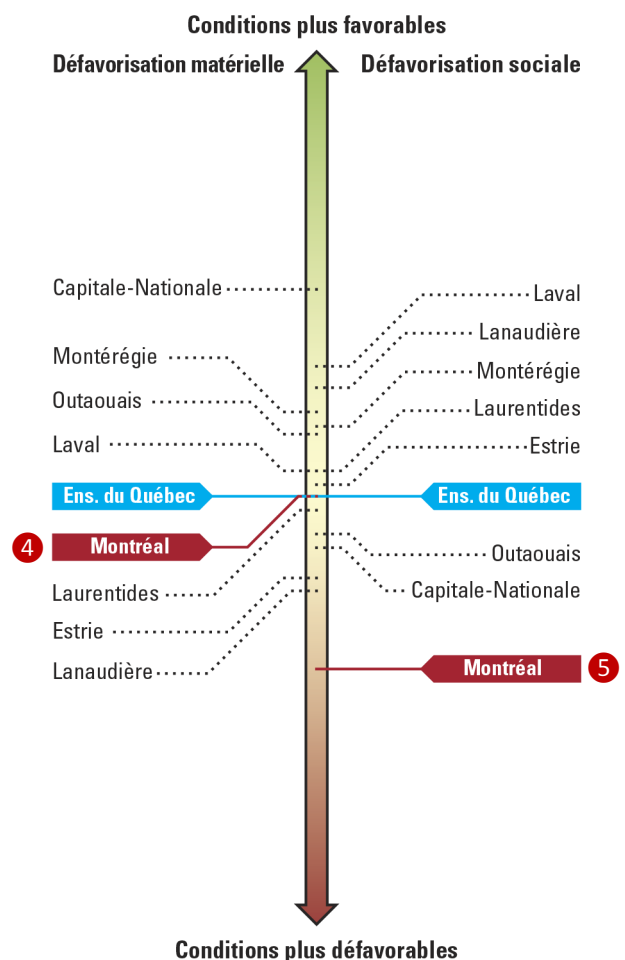 Conditions plus favorables
Défavorisation matérielle
Défavorisation sociale
Capitale-Nationale
Montérégie
Outaouais
Laval
Ens. du Québec
4 Montréal
Laurentides
Estrie
Lanaudière
Laval
Lanaudière
Montérégie
Laurentides
Estrie
Ens. du Québec
Outaouais
Capitale-Nationale
Montréal 5
Conditions plus défavorables